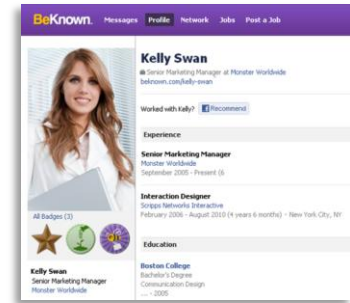 BeKnown. Messages Profile Network Jobs Post a Job
Kelly Swan
Senior Marketing Manager at Monster Worldwide
beknown.com/kelly-swan
Worked with Kelly? Recommend
Experience
Senior Marketing Manager
Monster Worldwide
September 2005 - Present (6
Interaction Designer
Scripps Networks Interactive
February 2006 - August 2010 (4 years 6 months) - New York City, NY
Education
Boston College
Bachelor's Degree
Communication Design
... - 2005
All Badges (3)
Kelly Swan
Senior Marketing Manager
Monster Worldwide